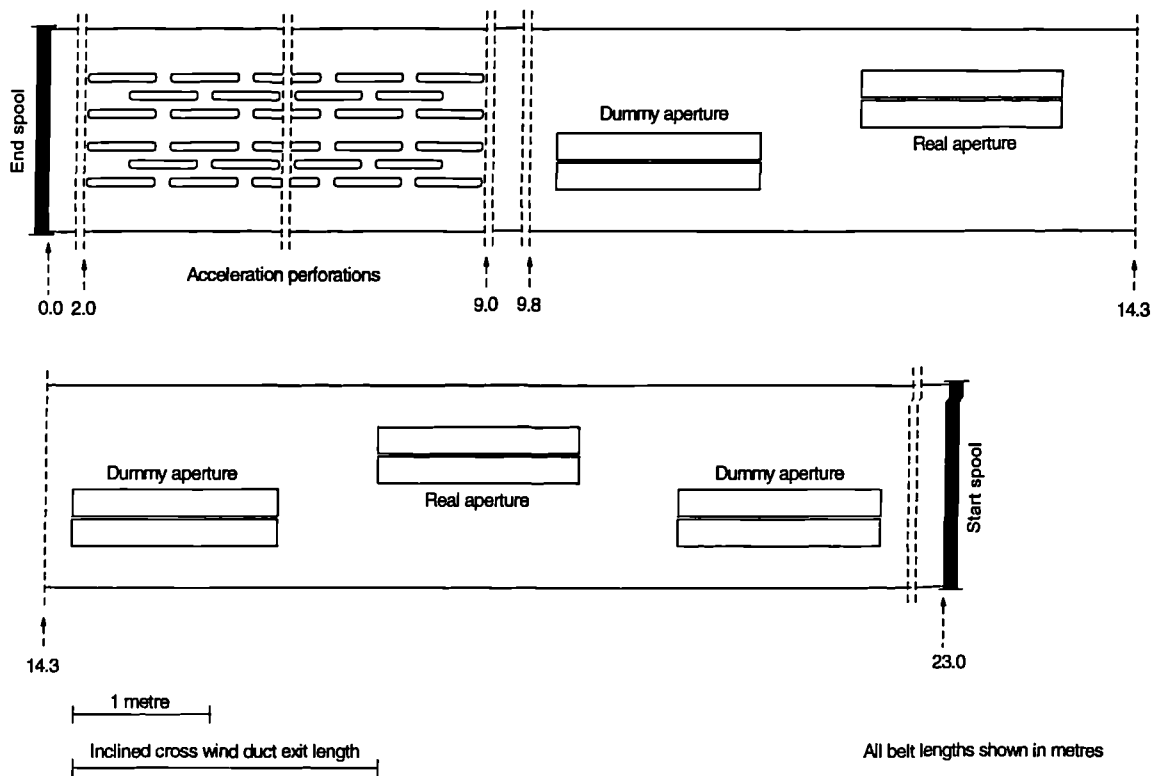 End spool
Dummy aperture
Real aperture
Acceleration perforations
0.0 2.0 9.0 9.8 14.3
Dummy aperture
Real aperture
Dummy aperture
Start spool
14.3 23.0
1 metre
Inclined cross wind duct exit length
All belt lengths shown in metres